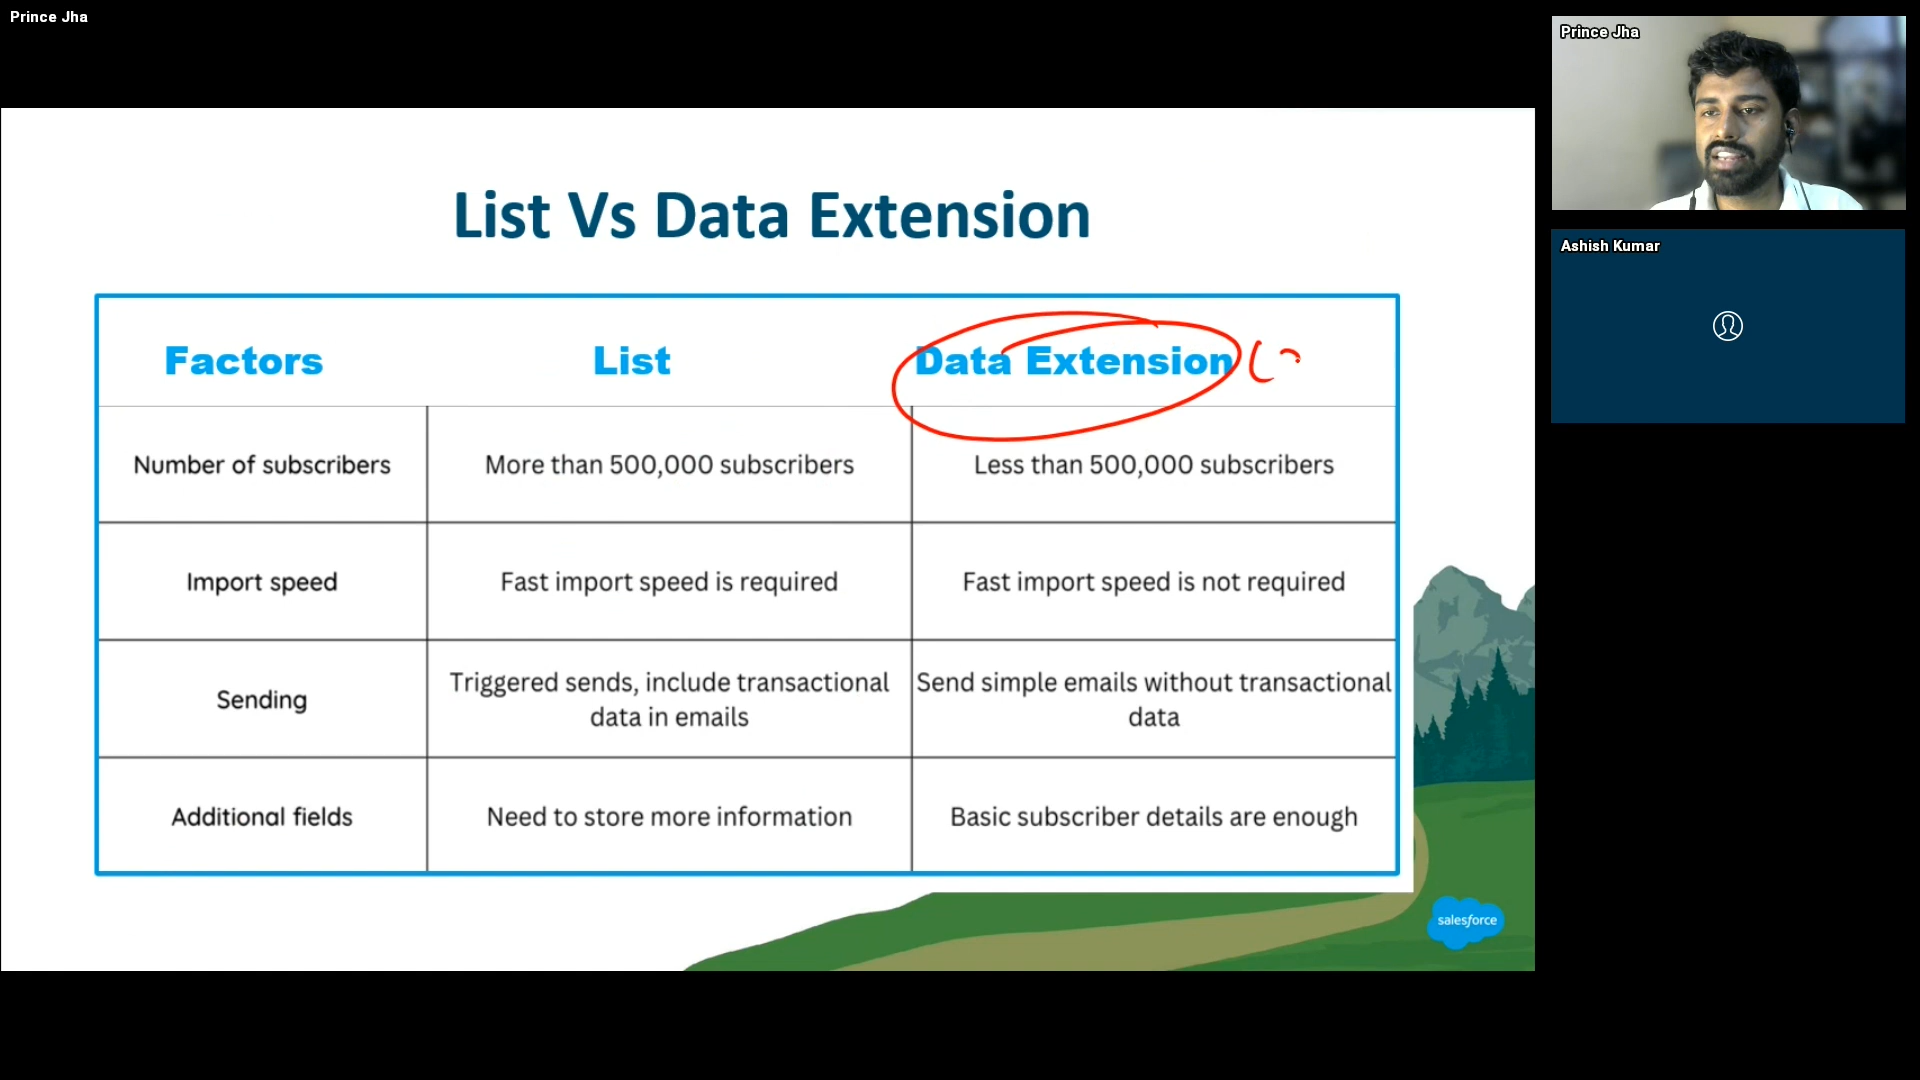 Prince Jha
Prince Jha
Ashish Kumar
List Vs Data Extension
Factors List Data Extension
Number of subscribers More than 500,000 subscribers Less than 500,000 subscribers
Import speed Fast import speed is required Fast import speed is not required
Sending Triggered sends, include transactional data in emails Send simple emails without transactional data
Additional fields Need to store more information Basic subscriber details are enough
salesforce